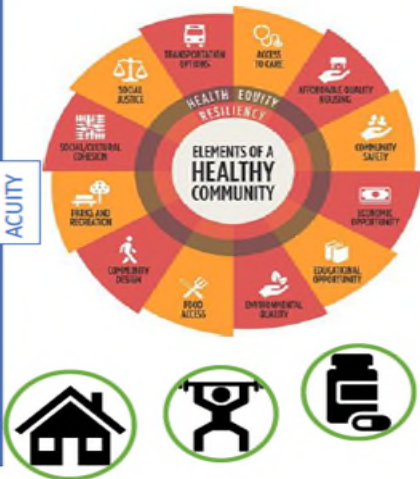 TRANSPORTATION
OPTIONS
ACCESS
TO CARE
AFFORDABLE QUALITY
HOUSING
COMMUNITY
SAFETY
ECONOMIC
OPPORTUNITY
EDUCATIONAL
OPPORTUNITY
ENVIRONMENTAL
QUALITY
FOOD
ACCESS
COMMUNITY
DESIGN
PARKS AND
RECREATION
SOCIAL/CULTURAL
COHESION
SOCIAL
JUSTICE
HEALTH EQUITY
RESILIENCY
ELEMENTS OF A
HEALTHY
COMMUNITY
ACUITY